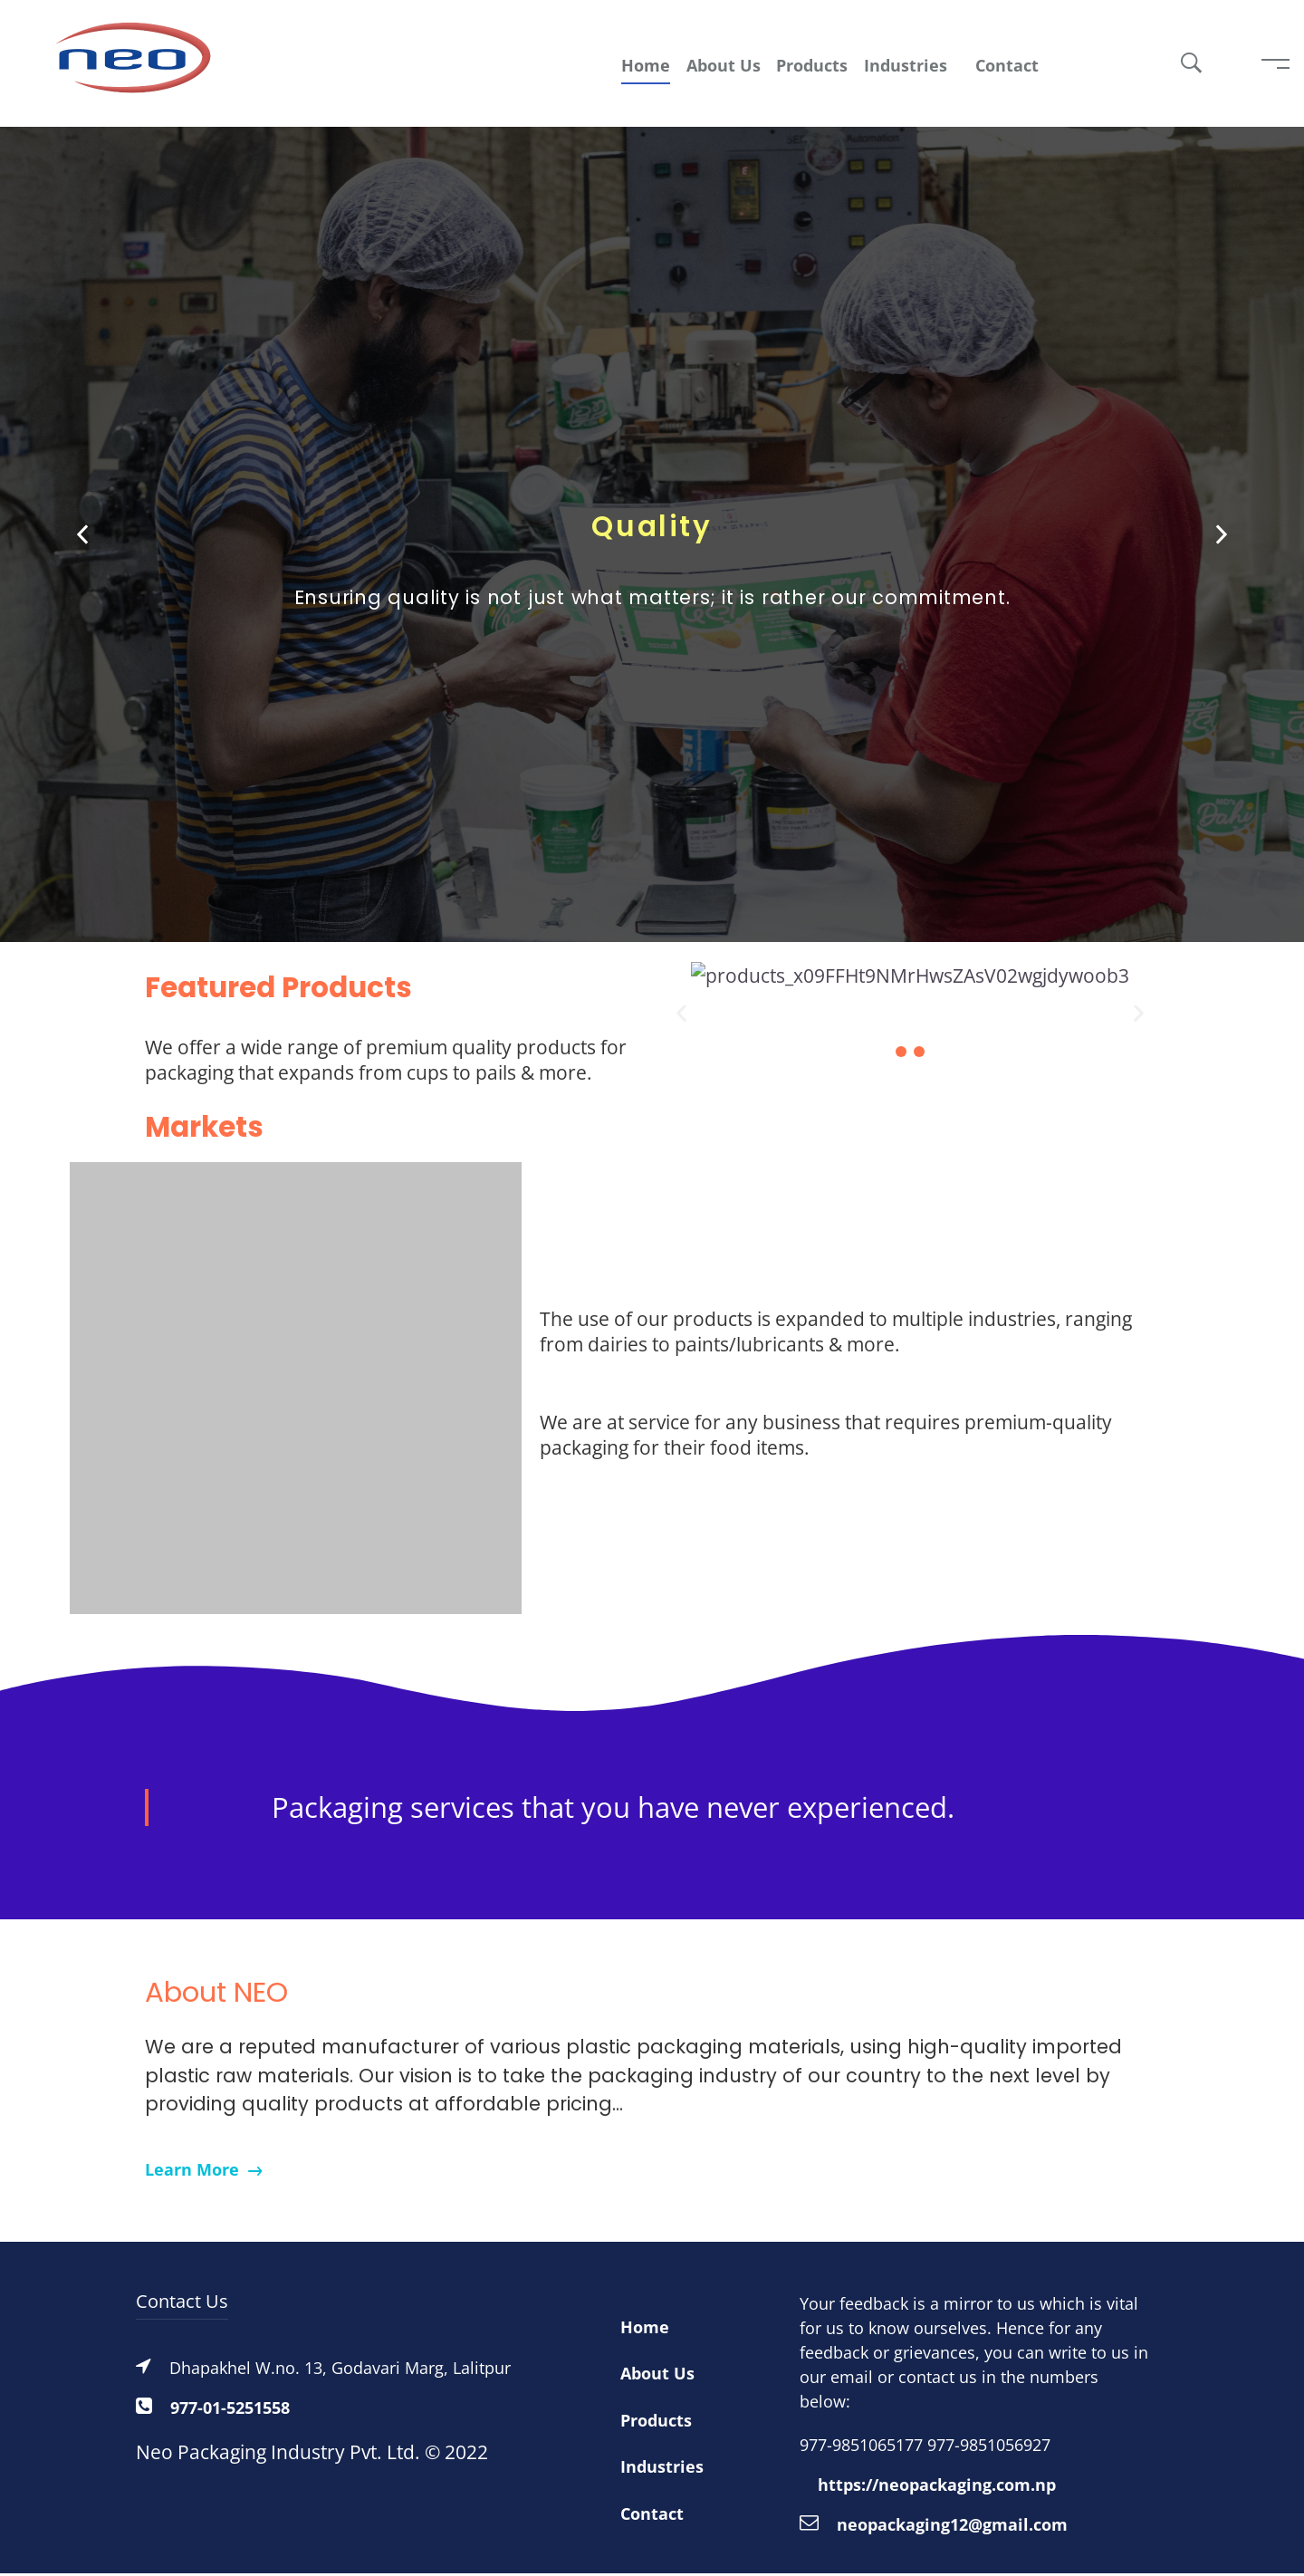 neo
Home About Us Products Industries Contact
Quality
Ensuring quality is not just what matters; it is rather our commitment.
Dahi
Featured Products
We offer a wide range of premium quality products for
packaging that expands from cups to pails & more.
products_x09FFHt9NMrHwsZAsV02wgjdywoob3
Markets
The use of our products is expanded to multiple industries, ranging
from dairies to paints/lubricants & more.
We are at service for any business that requires premium-quality
packaging for their food items.
Packaging services that you have never experienced.
About NEO
We are a reputed manufacturer of various plastic packaging materials, using high-quality imported
plastic raw materials. Our vision is to take the packaging industry of our country to the next level by
providing quality products at affordable pricing...
Learn More →
Contact Us
Dhapakhel W.no. 13, Godavari Marg, Lalitpur
977-01-5251558
Neo Packaging Industry Pvt. Ltd. © 2022
Home
About Us
Products
Industries
Contact
Your feedback is a mirror to us which is vital
for us to know ourselves. Hence for any
feedback or grievances, you can write to us in
our email or contact us in the numbers
below:
977-9851065177 977-9851056927
https://neopackaging.com.np
neopackaging12@gmail.com